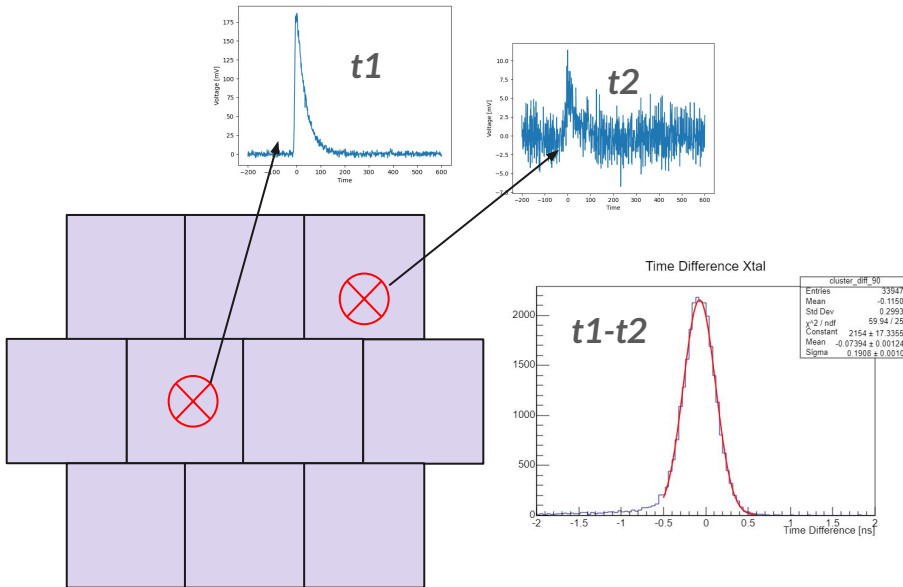 175
150
125
100
75
50
25
0
Voltage [mV]
−200 −100 0 100 200 300 400 500 600
Time
t1
10.0
7.5
5.0
2.5
0.0
−2.5
−5.0
Voltage [mV]
−200 −100 0 100 200 300 400 500 600
Time
t2
Time Difference Xtal
cluster_diff_90
Entries 33947
Mean -0.1150
Std Dev 0.2993
χ^2 / ndf 59.94 / 25
Constant 2154 ± 17.3355
Mean -0.07394 ± 0.00124
Sigma 0.1908 ± 0.0010
t1-t2
2000
1500
1000
500
0
-2 -1.5 -1 -0.5 0 0.5 1 1.5 2
Time Difference [ns]